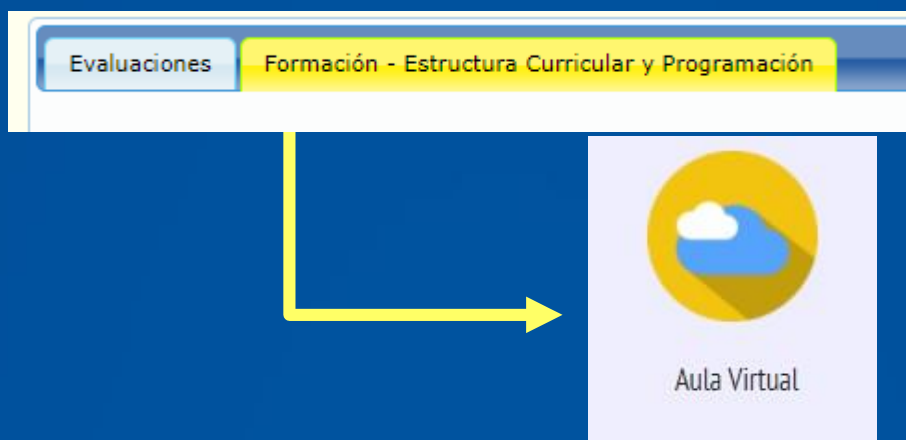 Evaluaciones
Formación - Estructura Curricular y Programación
Aula Virtual